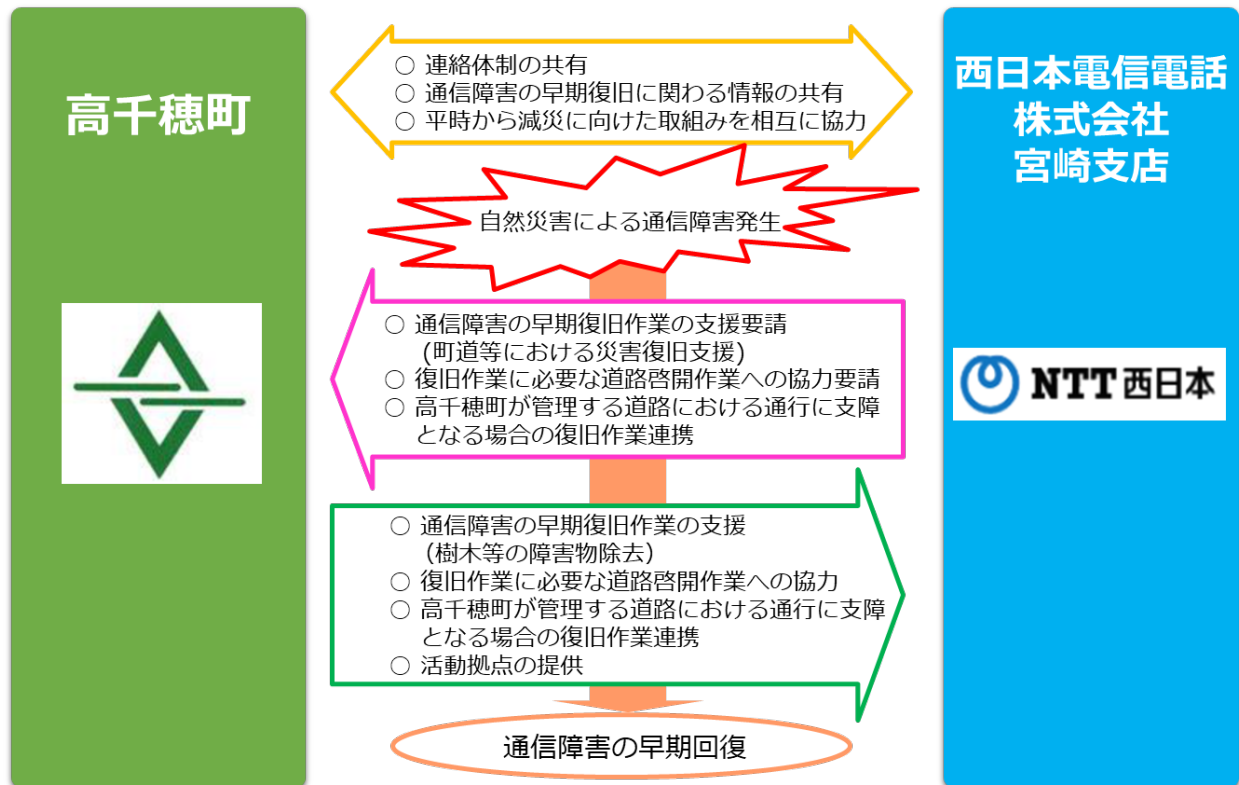 高千穂町
○ 連絡体制の共有
○ 通信障害の早期復旧に関わる情報の共有
○ 平時から減災に向けた取組みを相互に協力
西日本電信電話
株式会社
宮崎支店
自然災害による通信障害発生
○ 通信障害の早期復旧作業の支援要請
(町道等における災害復旧支援)
○ 復旧作業に必要な道路啓開作業への協力要請
○ 高千穂町が管理する道路における通行に支障
となる場合の復旧作業連携
NTT西日本
○ 通信障害の早期復旧作業の支援
(樹木等の障害物除去)
○ 復旧作業に必要な道路啓開作業への協力
○ 高千穂町が管理する道路における通行に支障
となる場合の復旧作業連携
○ 活動拠点の提供
通信障害の早期回復